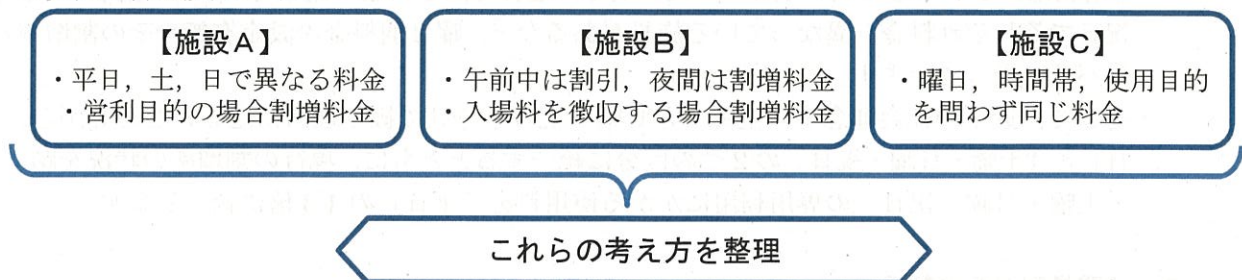 【施設A】
・平日，土，日で異なる料金
・営利目的の場合割増料金
【施設B】
・午前中は割引，夜間は割増料金
・入場料を徴収する場合割増料金
【施設C】
・曜日，時間帯，使用目的
を問わず同じ料金
これらの考え方を整理